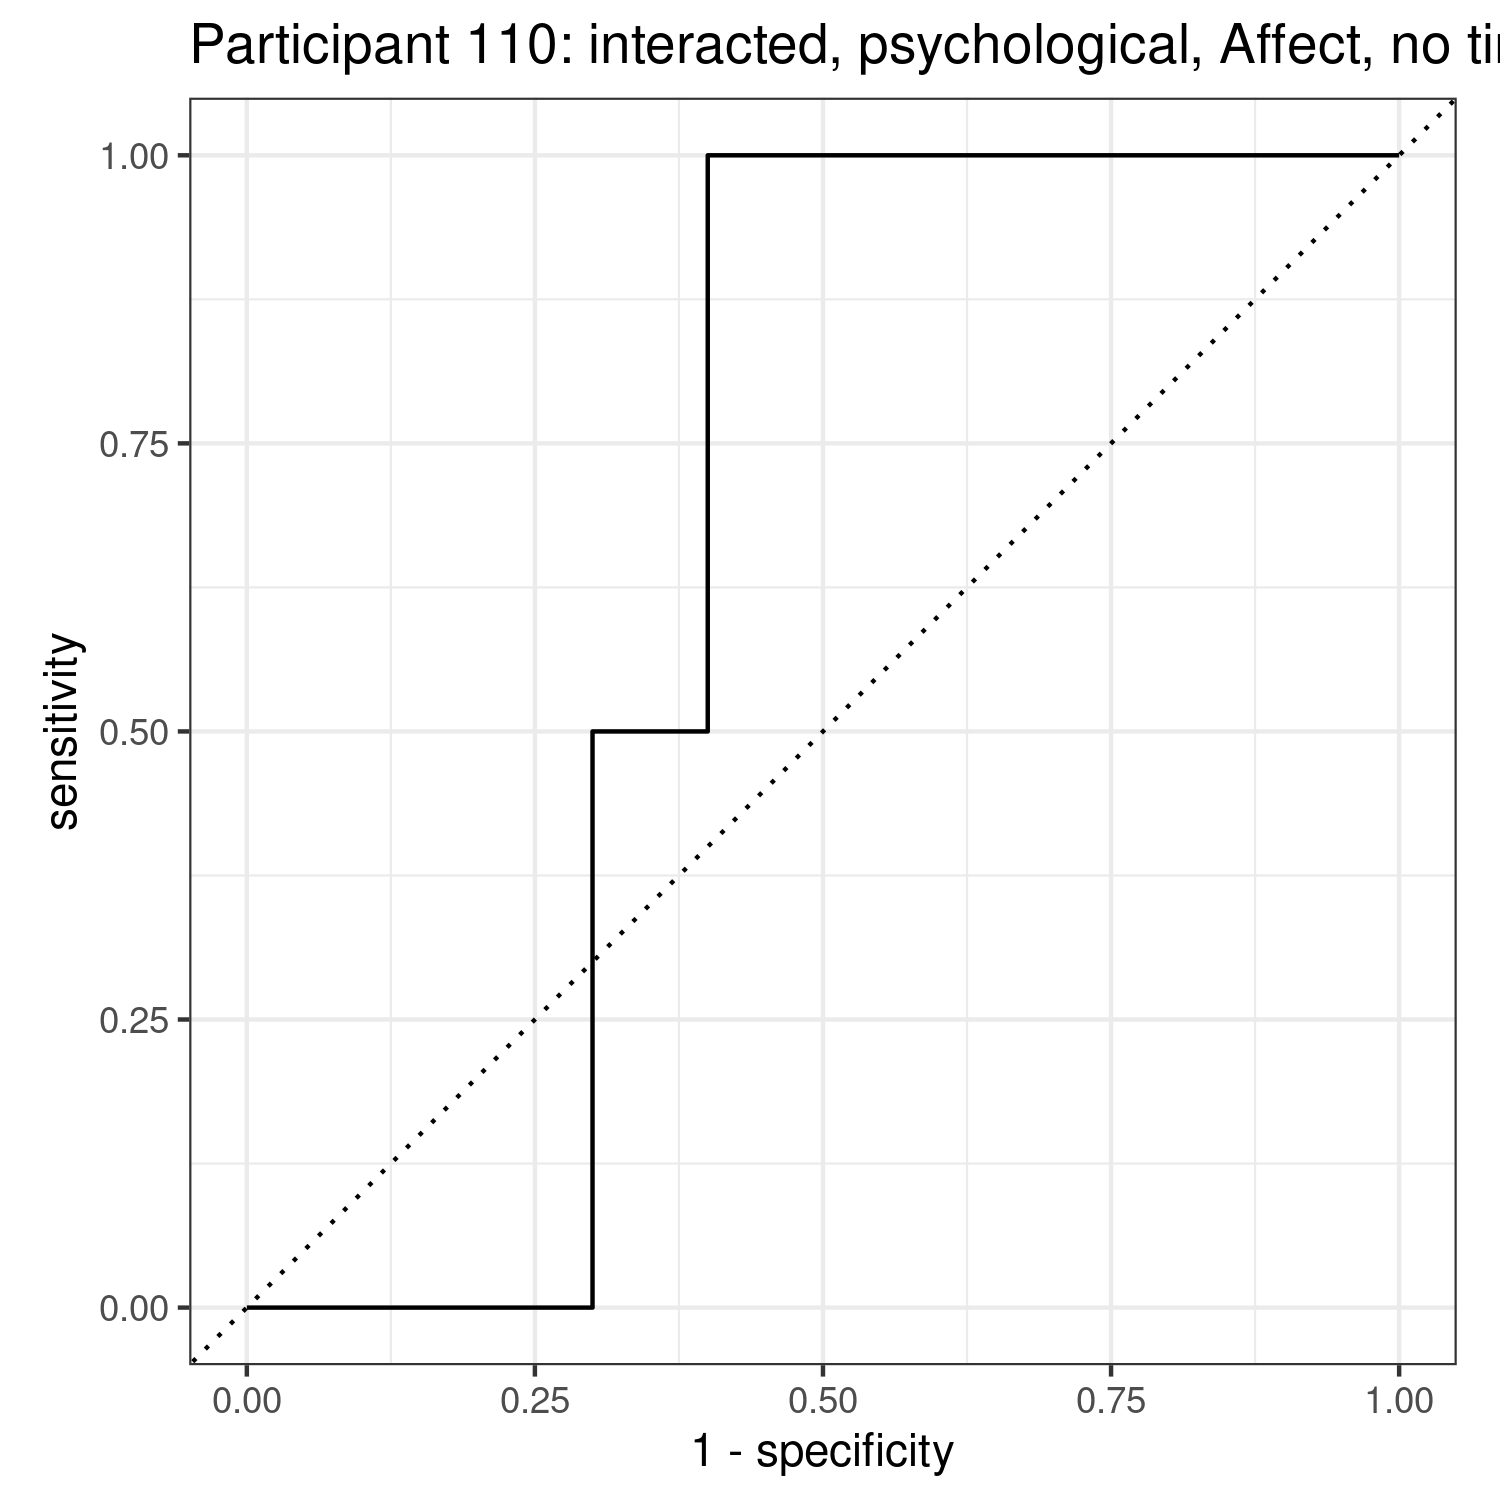 Participant 110: interacted, psychological, Affect, no
1.00
0.75
0.50
0.25
0.00
sensitivity
0.00 0.25 0.50 0.75 1.00
1 - specificity